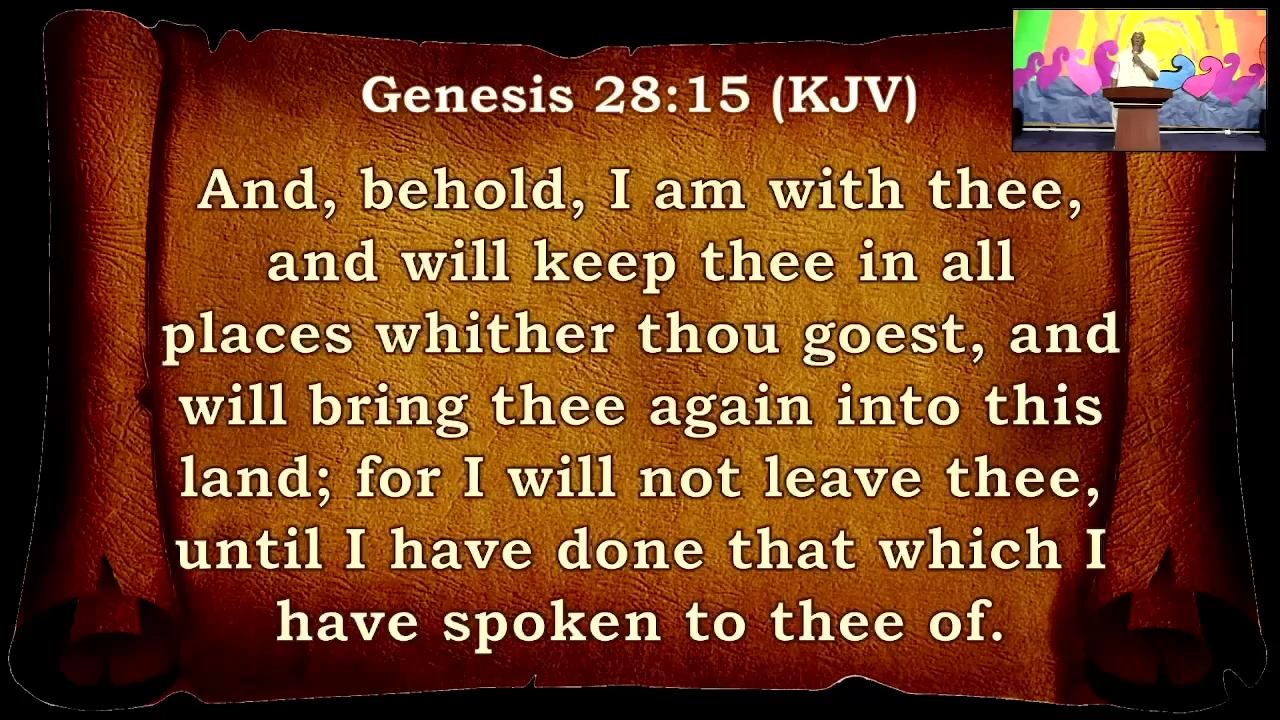 Genesis 28:15 (KJV)
And, behold, I am with thee,
and will keep thee in all
places whither thou goest, and
will bring thee again into this
land; for I will not leave thee,
until I have done that which I
have spoken to thee of.